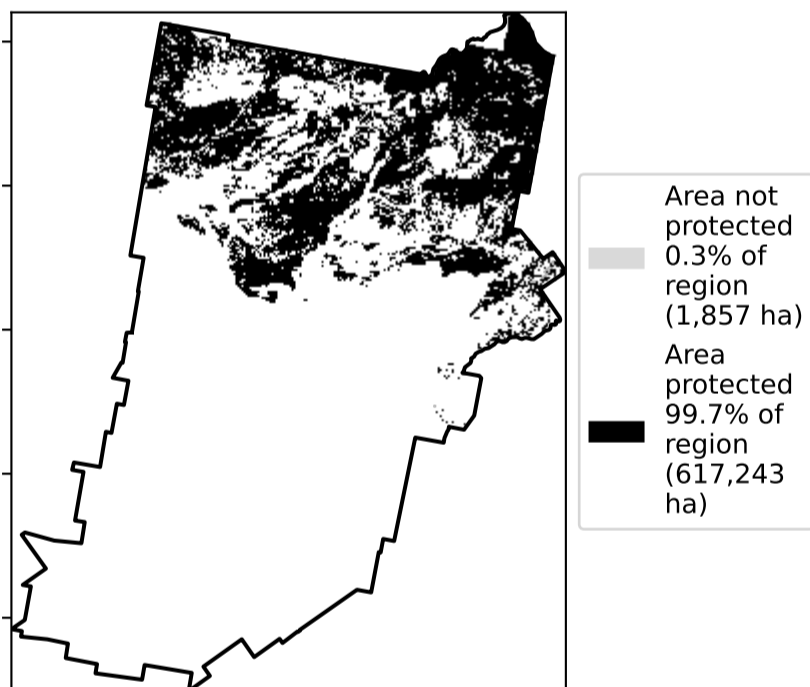 Area not
protected
0.3% of
region
(1,857 ha)
Area
protected
99.7% of
region
(617,243
ha)